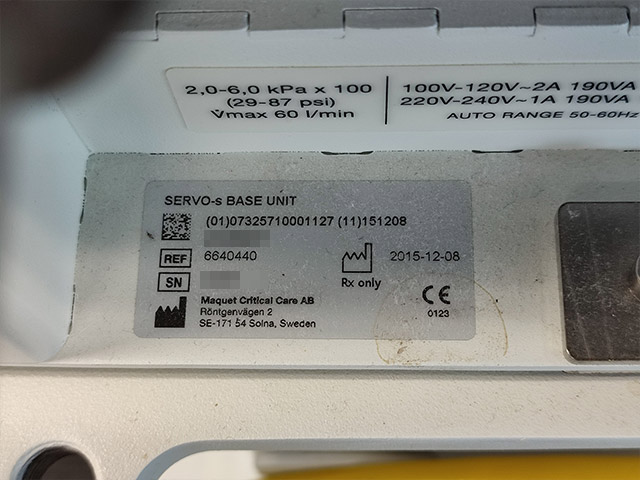 2,0-6,0 kPa x 100
(29-87 psi)
V̇max 60 l/min
100V-120V~2A 190VA
220V-240V~1A 190VA
AUTO RANGE 50-60Hz
SERVO-s BASE UNIT
(01)07325710001127 (11)151208
REF 6640440
2015-12-08
SN
Rx only
Maquet Critical Care AB
Röntgenvägen 2
SE-171 54 Solna, Sweden
CE
0123